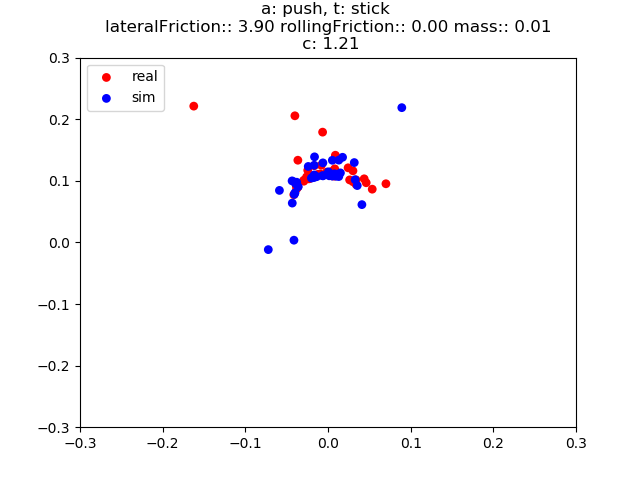 a: push, t: stick
lateralFriction:: 3.90 rollingFriction:: 0.00 mass:: 0.01
c: 1.21
real
sim
0.3
0.2
0.1
0.0
−0.1
−0.2
−0.3
−0.3 −0.2 −0.1 0.0 0.1 0.2 0.3